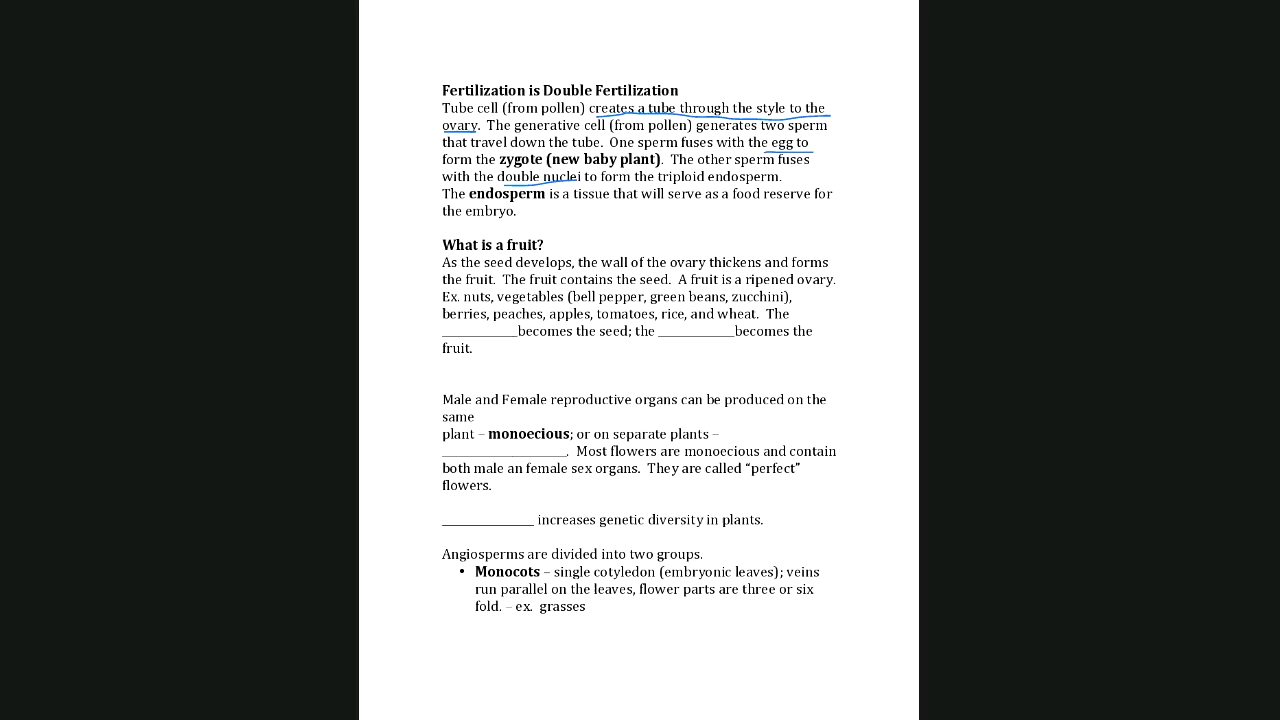 Fertilization is Double Fertilization
Tube cell (from pollen) creates a tube through the style to the
ovary.  The generative cell (from pollen) generates two sperm
that travel down the tube.  One sperm fuses with the egg to
form the zygote (new baby plant).  The other sperm fuses
with the double nuclei to form the triploid endosperm.
The endosperm is a tissue that will serve as a food reserve for
the embryo.
What is a fruit?
As the seed develops, the wall of the ovary thickens and forms
the fruit.  The fruit contains the seed.  A fruit is a ripened ovary.
Ex. nuts, vegetables (bell pepper, green beans, zucchini),
berries, peaches, apples, tomatoes, rice, and wheat.  The
_____________becomes the seed; the _____________becomes the
fruit.
Male and Female reproductive organs can be produced on the
same
plant – monoecious; or on separate plants –
_____________________.  Most flowers are monoecious and contain
both male an female sex organs.  They are called “perfect”
flowers.
________________ increases genetic diversity in plants.
Angiosperms are divided into two groups.
• Monocots – single cotyledon (embryonic leaves); veins
run parallel on the leaves, flower parts are three or six
fold. – ex.  grasses